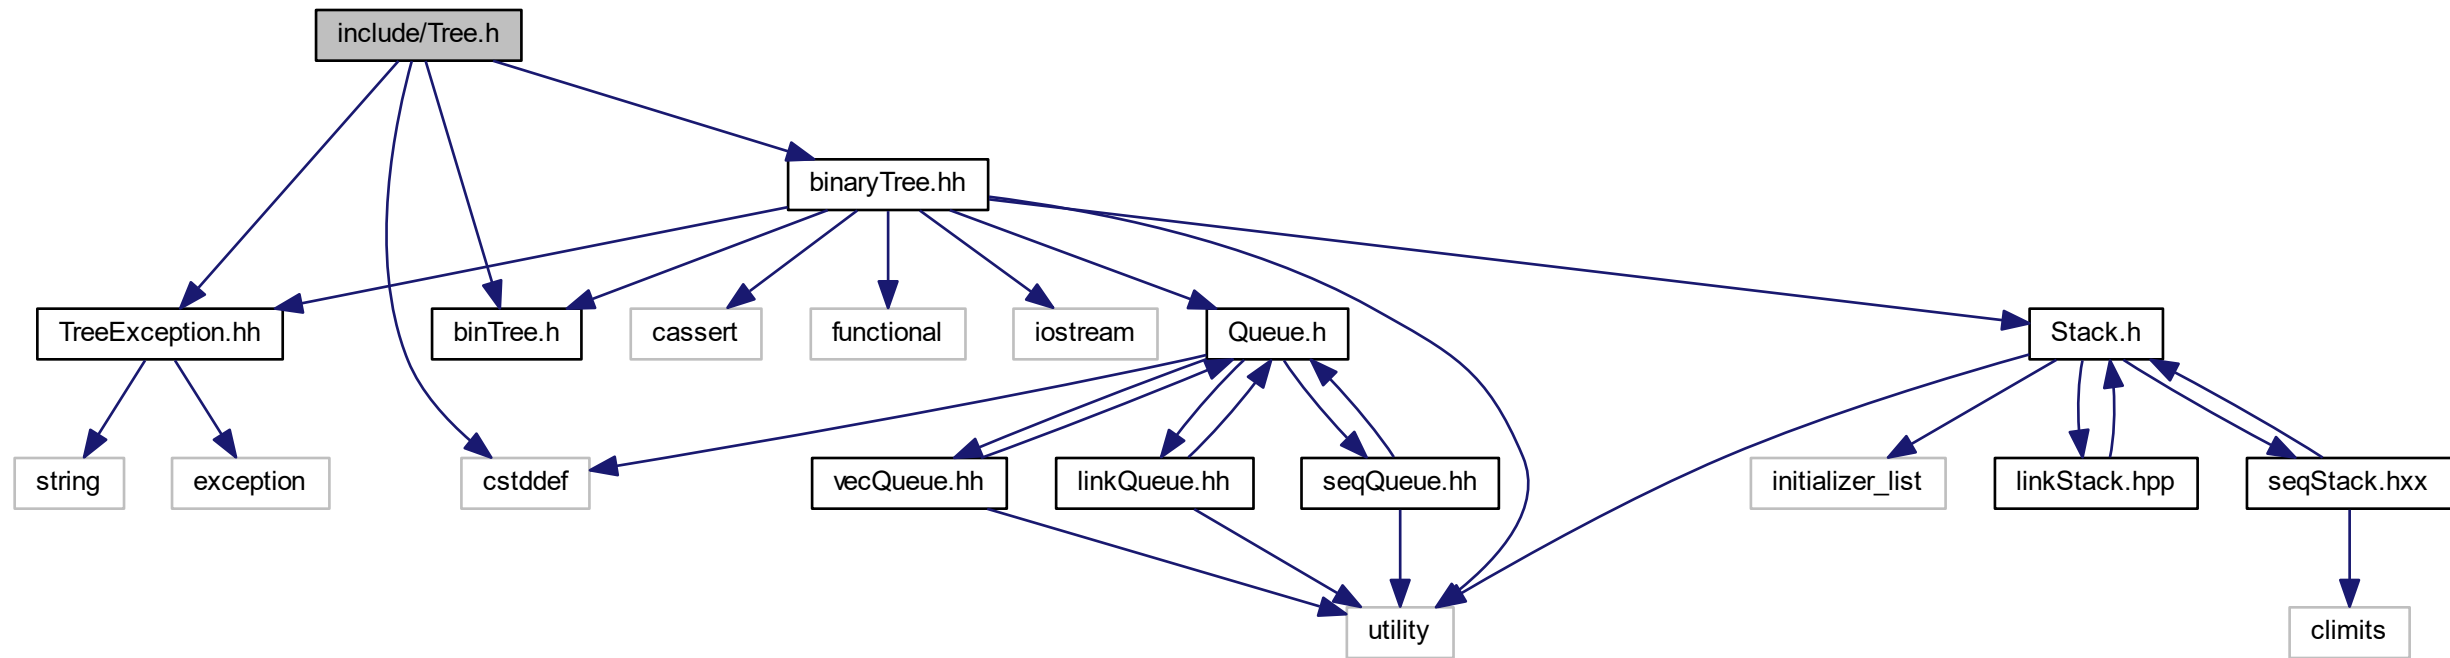 include/Tree.h
binaryTree.hh
TreeException.hh
binTree.h
cassert
functional
iostream
Queue.h
Stack.h
string
exception
cstddef
vecQueue.hh
linkQueue.hh
seqQueue.hh
initializer_list
linkStack.hpp
seqStack.hxx
utility
climits